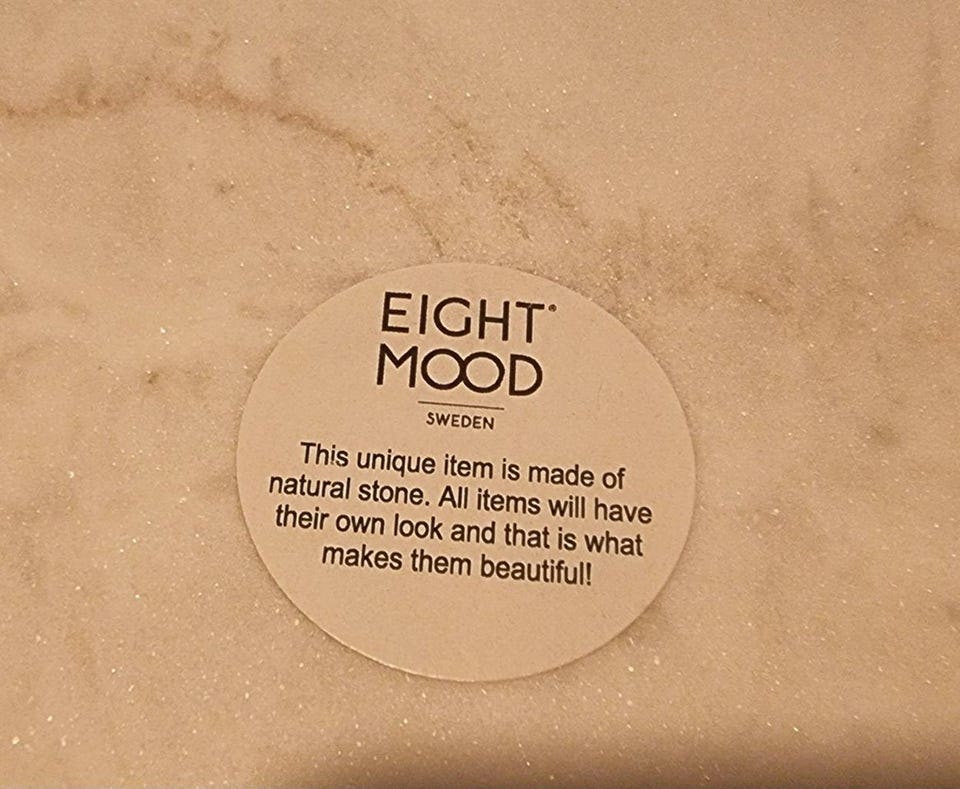 EIGHT®
MOOD
SWEDEN
This unique item is made of
natural stone. All items will have
their own look and that is what
makes them beautiful!